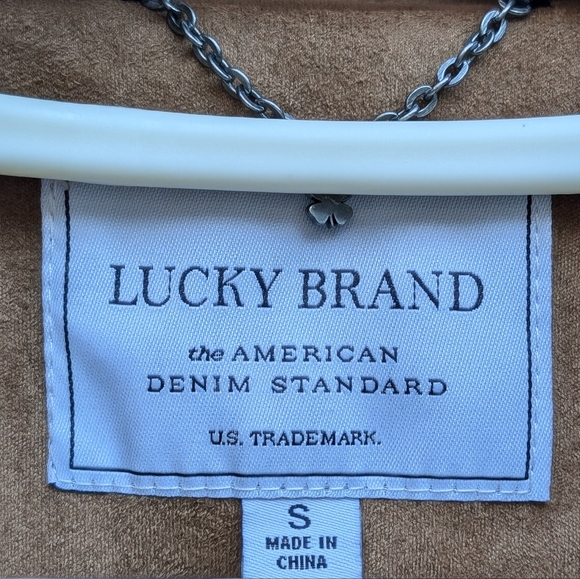 LUCKY BRAND
the AMERICAN
DENIM STANDARD
U.S. TRADEMARK.
S
MADE IN
CHINA